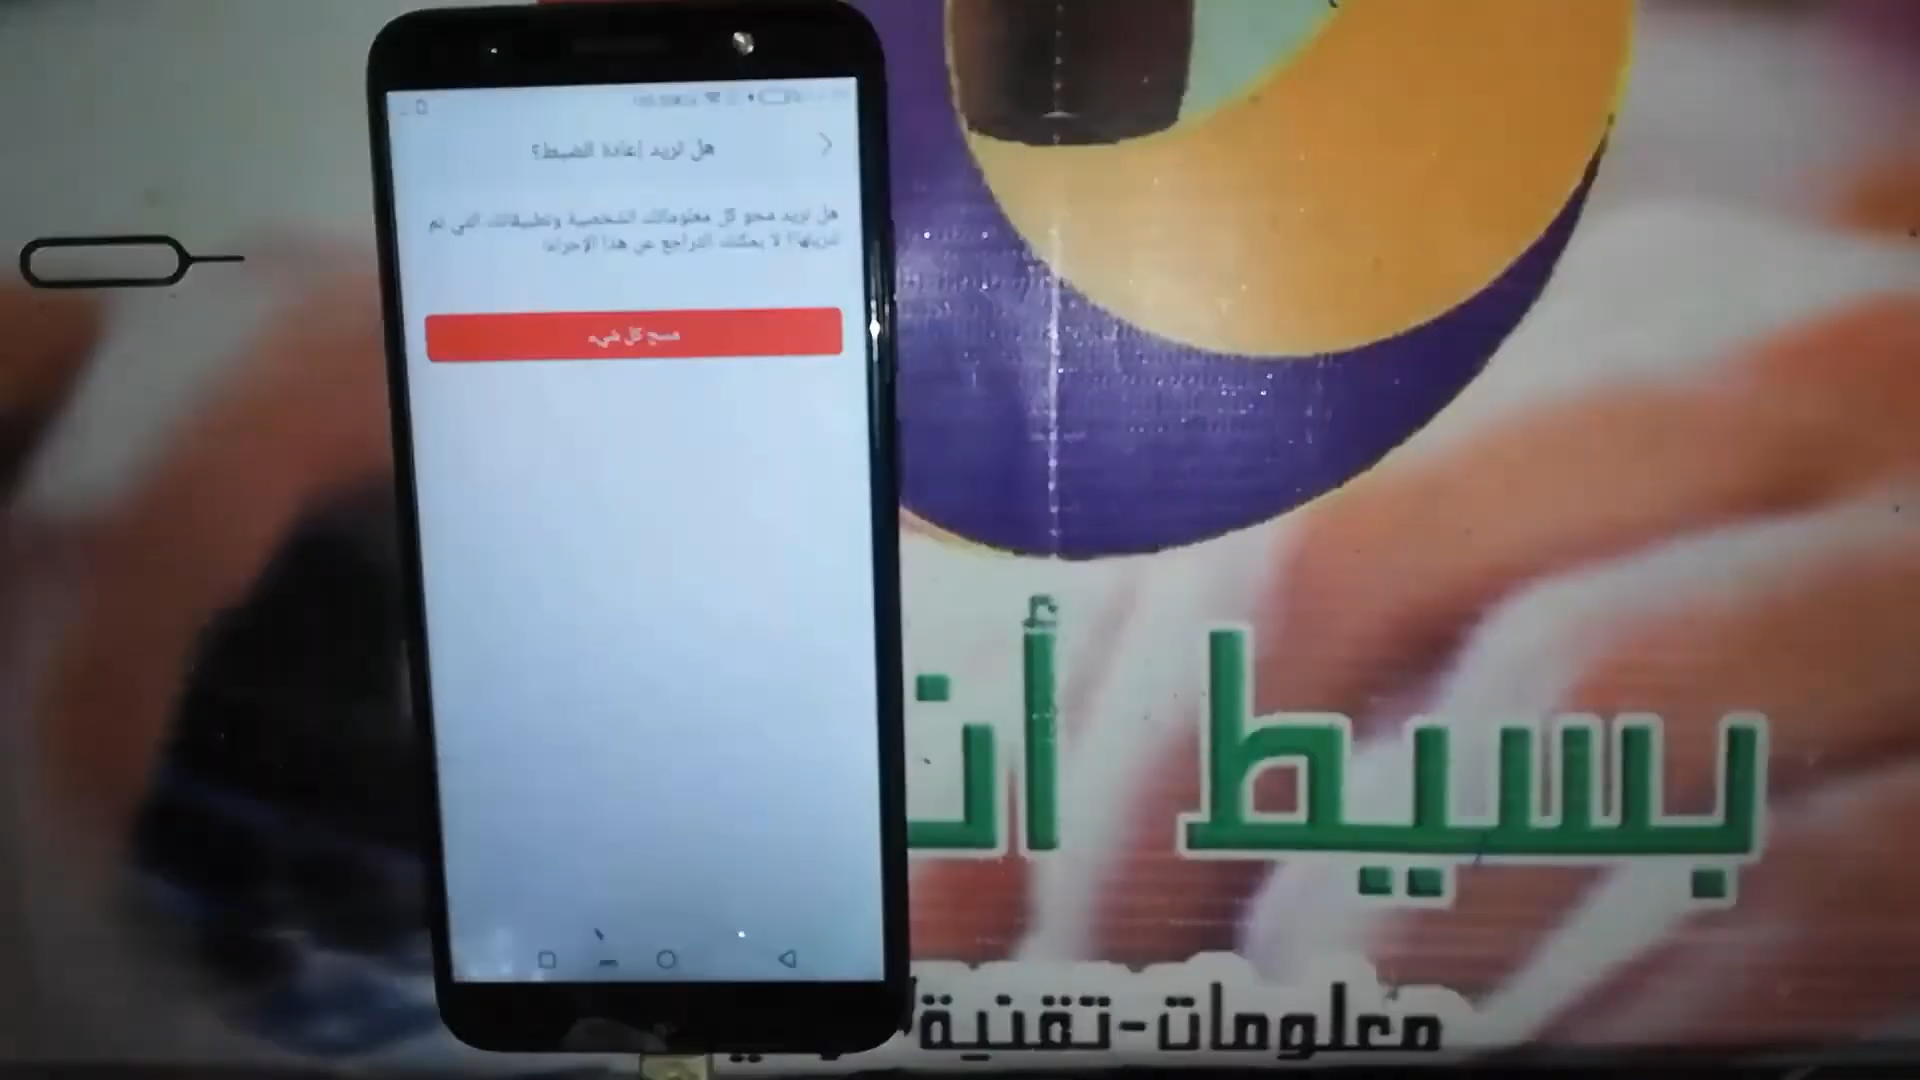 هل تريد إعادة الضبط؟
هل تريد محو كل معلوماتك الشخصية وتطبيقاتك التي تم
تنزيلها؟ لا يمكنك التراجع عن هذا الإجراء!
مسح كل شيء
بسيط أنـ
معلومات-تقنية